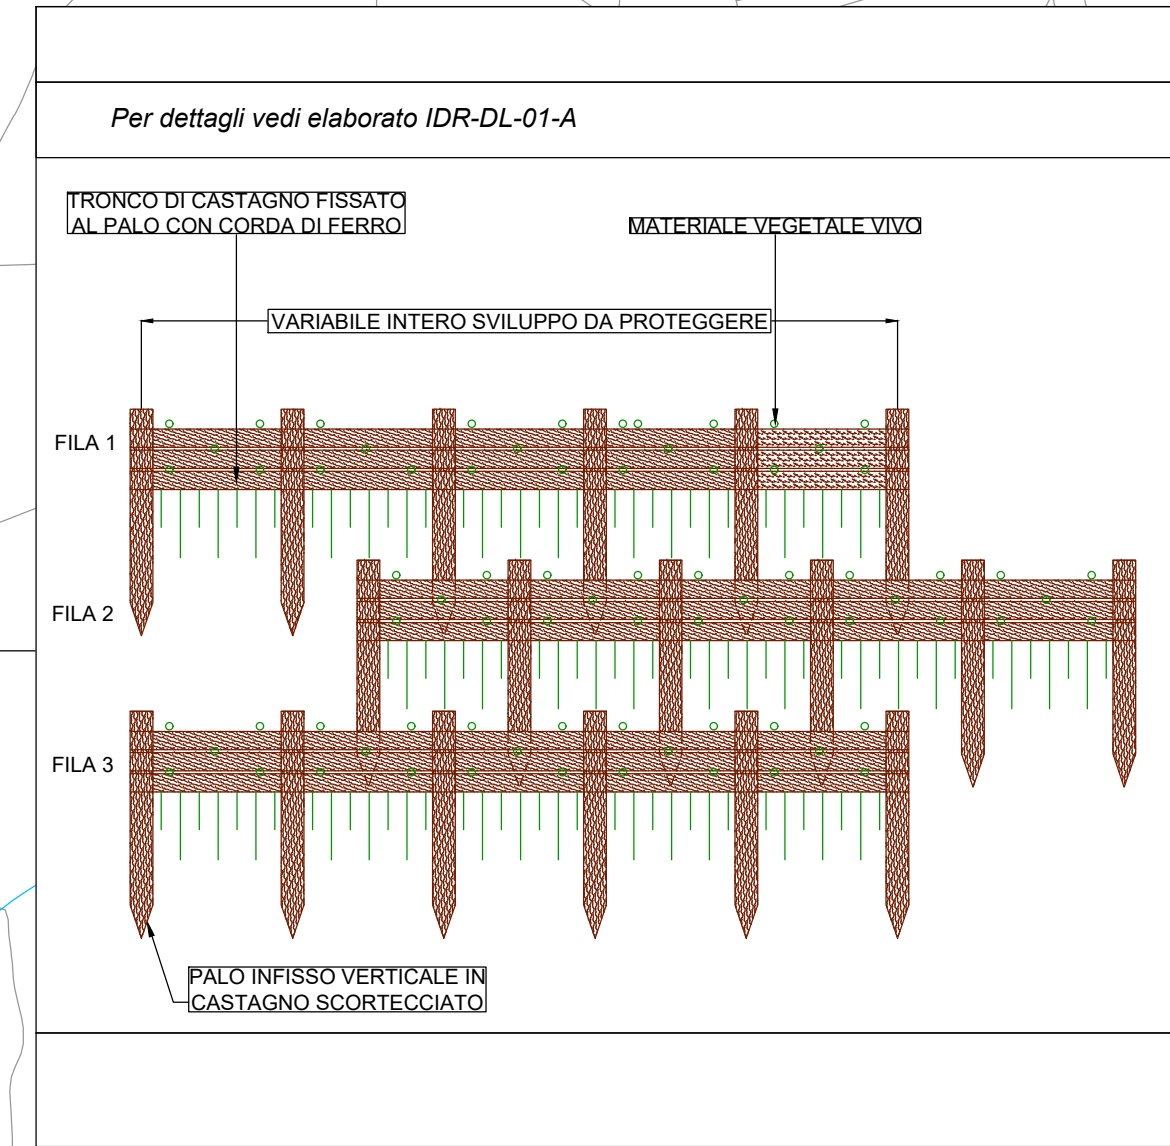 Per dettagli vedi elaborato IDR-DL-01-A
TRONCO DI CASTAGNO FISSATO
AL PALO CON CORDA DI FERRO
MATERIALE VEGETALE VIVO
VARIABILE INTERO SVILUPPO DA PROTEGGERE
FILA 1
FILA 2
FILA 3
PALO INFISSO VERTICALE IN
CASTAGNO SCORTECCIATO